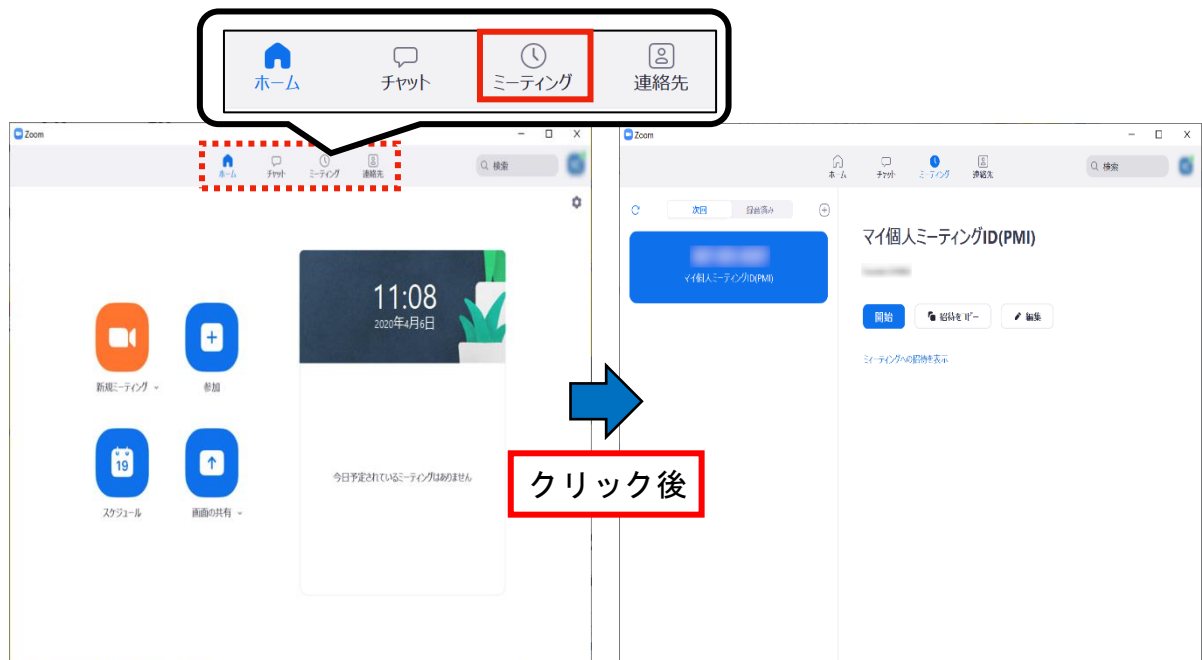 ホーム チャット ミーティング 連絡先
Zoom
ホーム チャット ミーティング 連絡先 検索
11:08
2020年4月6日
新規ミーティング 参加
19
スケジュール 画面の共有
今日予定されているミーティングはありません
クリック後
Zoom
ホーム チャット ミーティング 連絡先 検索
次回 録画済み
マイ個人ミーティングID(PMI)
マイ個人ミーティングID(PMI)
開始 招待をコピー 編集
ミーティングへの招待を表示